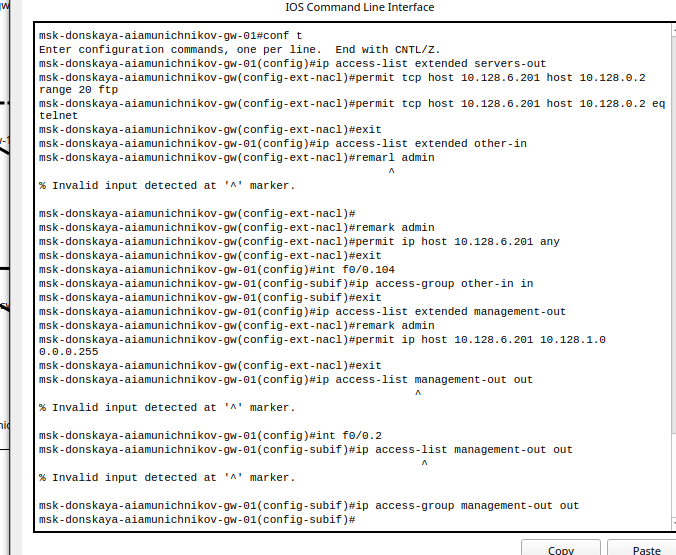 IOS Command Line Interface
msk-donskaya-aiamunichnikov-gw-01#conf t
Enter configuration commands, one per line.  End with CNTL/Z.
msk-donskaya-aiamunichnikov-gw-01(config)#ip access-list extended servers-out
msk-donskaya-aiamunichnikov-gw(config-ext-nacl)#permit tcp host 10.128.6.201 host 10.128.0.2
range 20 ftp
msk-donskaya-aiamunichnikov-gw(config-ext-nacl)#permit tcp host 10.128.6.201 host 10.128.0.2 eq
telnet
msk-donskaya-aiamunichnikov-gw(config-ext-nacl)#exit
msk-donskaya-aiamunichnikov-gw-01(config)#ip access-list extended other-in
msk-donskaya-aiamunichnikov-gw(config-ext-nacl)#remarl admin
^
% Invalid input detected at '^' marker.
msk-donskaya-aiamunichnikov-gw(config-ext-nacl)#
msk-donskaya-aiamunichnikov-gw(config-ext-nacl)#remark admin
msk-donskaya-aiamunichnikov-gw(config-ext-nacl)#permit ip host 10.128.6.201 any
msk-donskaya-aiamunichnikov-gw(config-ext-nacl)#exit
msk-donskaya-aiamunichnikov-gw-01(config)#int f0/0.104
msk-donskaya-aiamunichnikov-gw-01(config-subif)#ip access-group other-in in
msk-donskaya-aiamunichnikov-gw-01(config-subif)#exit
msk-donskaya-aiamunichnikov-gw-01(config)#ip access-list extended management-out
msk-donskaya-aiamunichnikov-gw(config-ext-nacl)#remark admin
msk-donskaya-aiamunichnikov-gw(config-ext-nacl)#permit ip host 10.128.6.201 10.128.1.0
0.0.0.255
msk-donskaya-aiamunichnikov-gw(config-ext-nacl)#exit
msk-donskaya-aiamunichnikov-gw-01(config)#ip access-list management-out out
^
% Invalid input detected at '^' marker.
msk-donskaya-aiamunichnikov-gw-01(config)#int f0/0.2
msk-donskaya-aiamunichnikov-gw-01(config-subif)#ip access-list management-out out
^
% Invalid input detected at '^' marker.
msk-donskaya-aiamunichnikov-gw-01(config-subif)#ip access-group management-out out
msk-donskaya-aiamunichnikov-gw-01(config-subif)#
Copy
Paste